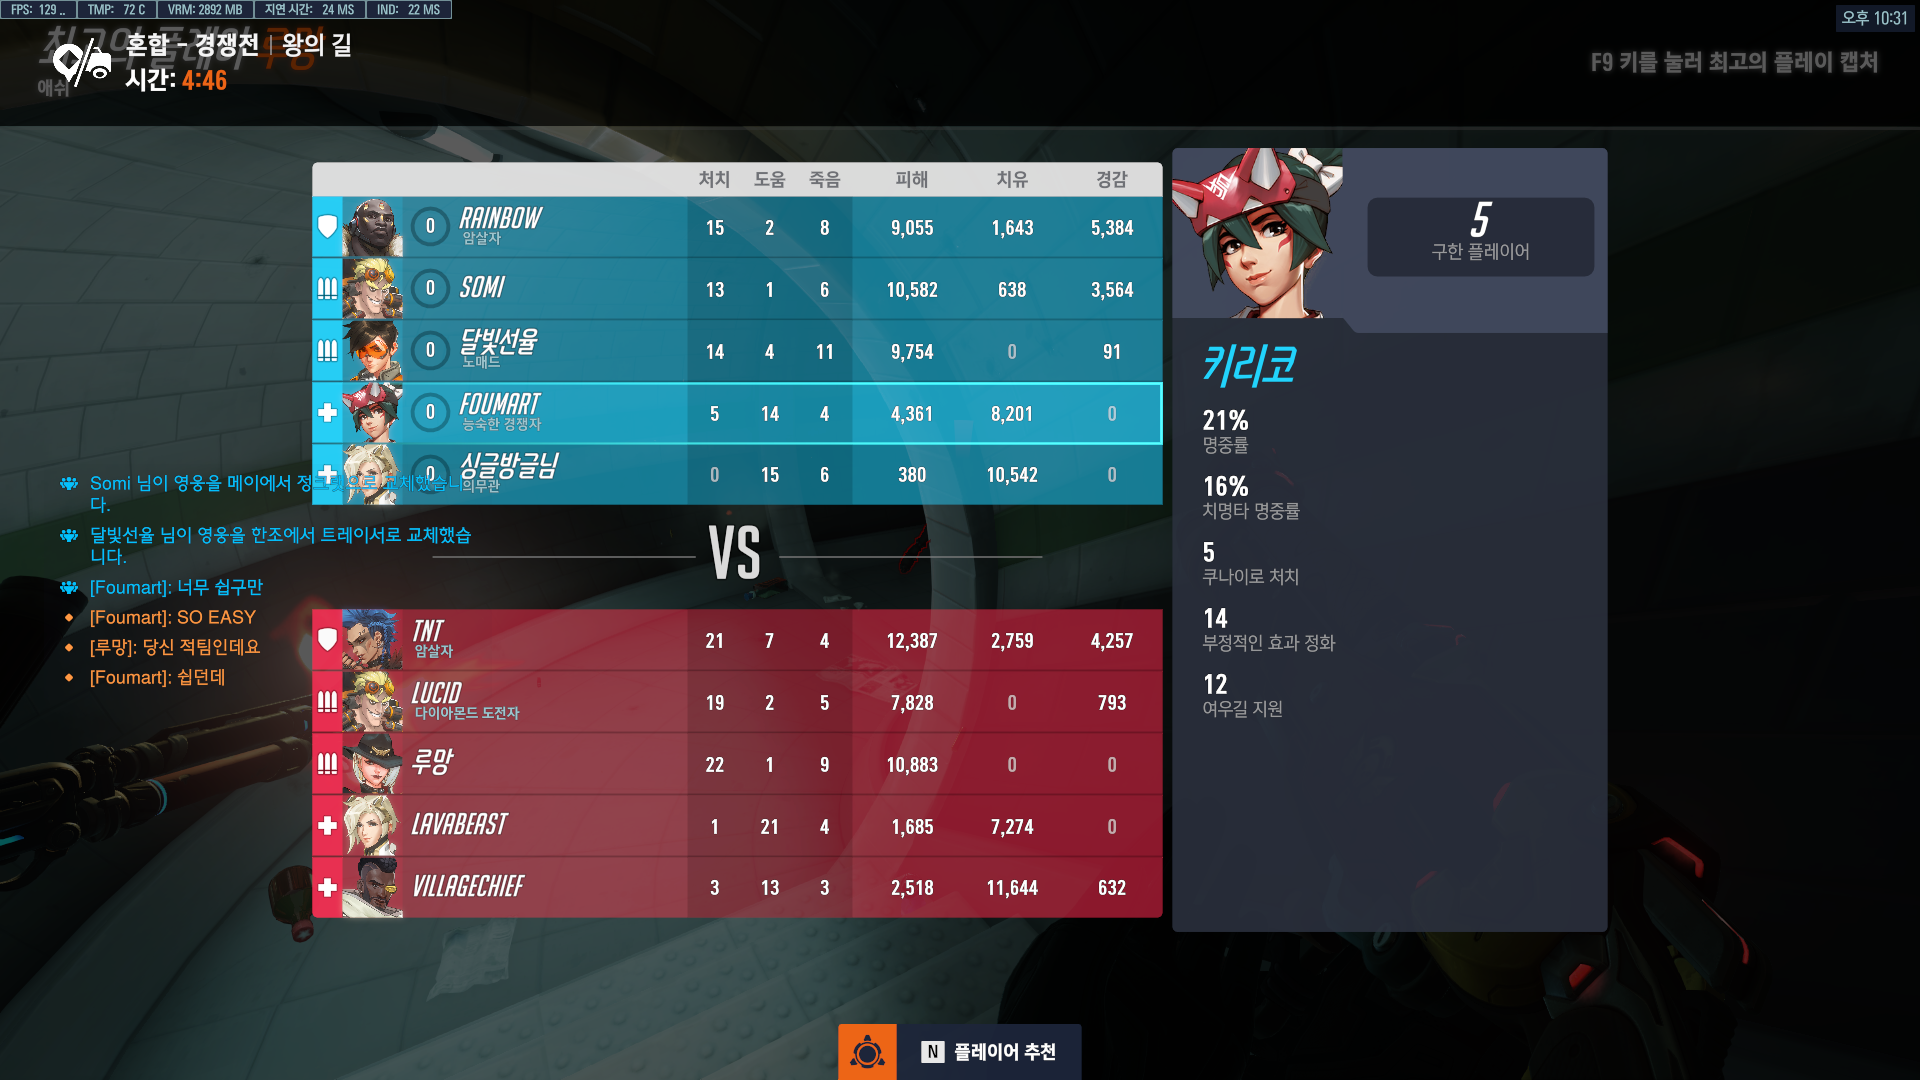 FPS: 129 .. TMP: 72 C VRM: 2892 MB 지연 시간: 24 MS IND: 22 MS
오후 10:31
최고의 플레이 루망
애쉬
혼합 - 경쟁전 | 왕의 길
시간: 4:46
F9 키를 눌러 최고의 플레이 캡처
처치 도움 죽음 피해 치유 경감
0 RAINBOW 15 2 8 9,055 1,643 5,384
암살자
0 SOMI 13 1 6 10,582 638 3,564
0 달빛선율 14 4 11 9,754 0 91
노매드
0 FOUMART 5 14 4 4,361 8,201 0
능숙한 경쟁자
0 싱글방글님 0 15 6 380 10,542 0
의무관
Somi 님이 영웅을 메이에서 정크랫으로 교체했습니
다.
달빛선율 님이 영웅을 한조에서 트레이서로 교체했습
니다.
[Foumart]: 너무 쉽구만
[Foumart]: SO EASY
[루망]: 당신 적팀인데요
[Foumart]: 쉽던데
VS
TNT 21 7 4 12,387 2,759 4,257
암살자
LUCID 19 2 5 7,828 0 793
다이아몬드 도전자
루망 22 1 9 10,883 0 0
LAVABEAST 1 21 4 1,685 7,274 0
VILLAGECHIEF 3 13 3 2,518 11,644 632
5
구한 플레이어
키리코
21%
명중률
16%
치명타 명중률
5
쿠나이로 처치
14
부정적인 효과 정화
12
여우길 지원
N 플레이어 추천